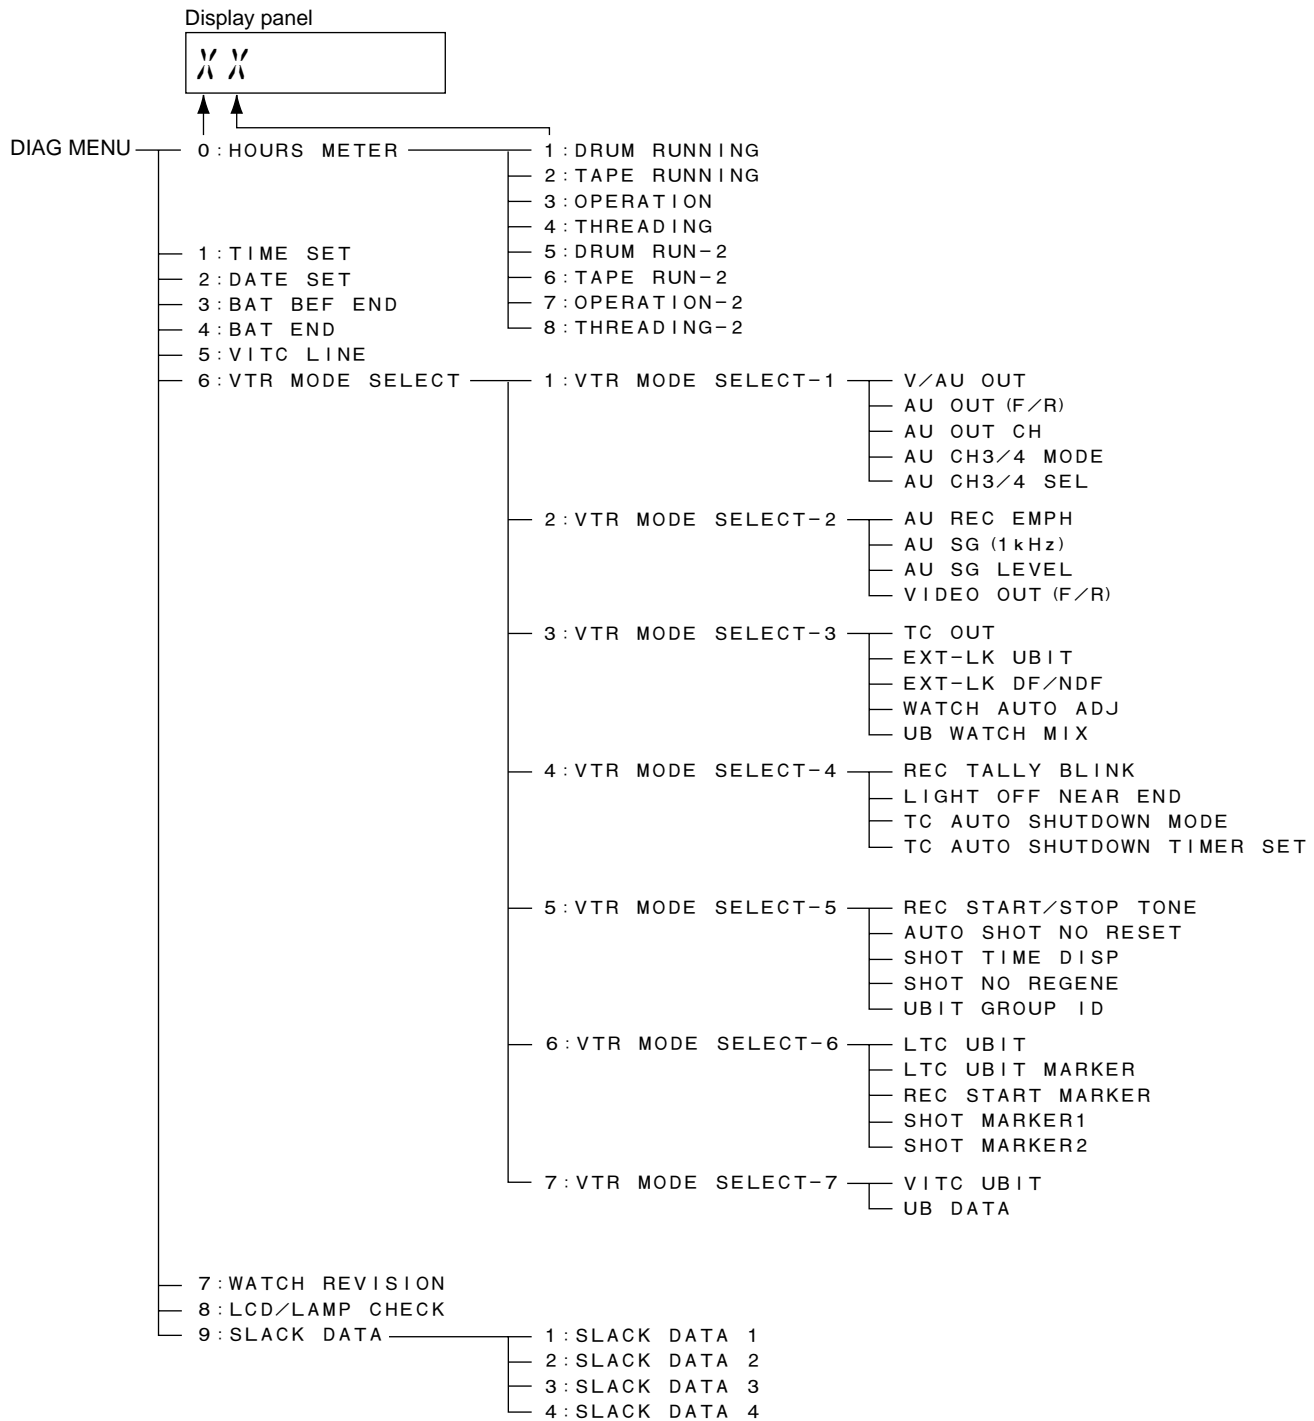 Display panel
X X
DIAG MENU 0:HOURS METER 1:DRUM RUNNING
2:TAPE RUNNING
3:OPERATION
4:THREADING
1:TIME SET 5:DRUM RUN-2
2:DATE SET 6:TAPE RUN-2
3:BAT BEF END 7:OPERATION-2
4:BAT END 8:THREADING-2
5:VITC LINE
6:VTR MODE SELECT 1:VTR MODE SELECT-1 V/AU OUT
AU OUT (F/R)
AU OUT CH
AU CH3/4 MODE
AU CH3/4 SEL
2:VTR MODE SELECT-2 AU REC EMPH
AU SG (1kHz)
AU SG LEVEL
VIDEO OUT (F/R)
3:VTR MODE SELECT-3 TC OUT
EXT-LK UBIT
EXT-LK DF/NDF
WATCH AUTO ADJ
UB WATCH MIX
4:VTR MODE SELECT-4 REC TALLY BLINK
LIGHT OFF NEAR END
TC AUTO SHUTDOWN MODE
TC AUTO SHUTDOWN TIMER SET
5:VTR MODE SELECT-5 REC START/STOP TONE
AUTO SHOT NO RESET
SHOT TIME DISP
SHOT NO REGENE
UBIT GROUP ID
6:VTR MODE SELECT-6 LTC UBIT
LTC UBIT MARKER
REC START MARKER
SHOT MARKER1
SHOT MARKER2
7:VTR MODE SELECT-7 VITC UBIT
UB DATA
7:WATCH REVISION
8:LCD/LAMP CHECK
9:SLACK DATA 1:SLACK DATA 1
2:SLACK DATA 2
3:SLACK DATA 3
4:SLACK DATA 4